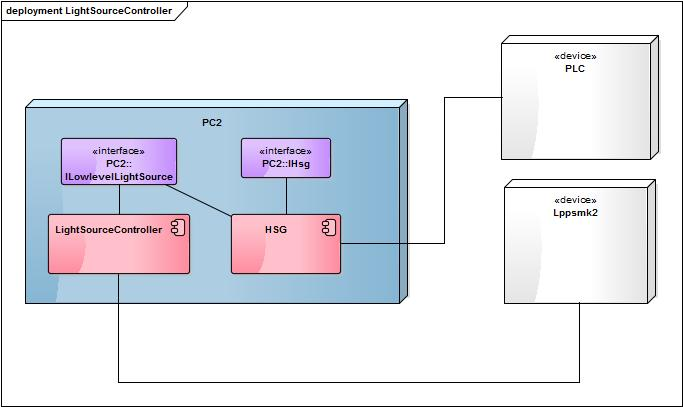 deployment LightSourceController
«device»
PLC
PC2
«interface»
PC2::
ILowlevelLightSource
«interface»
PC2::IHsg
«device»
Lppsmk2
LightSourceController
HSG